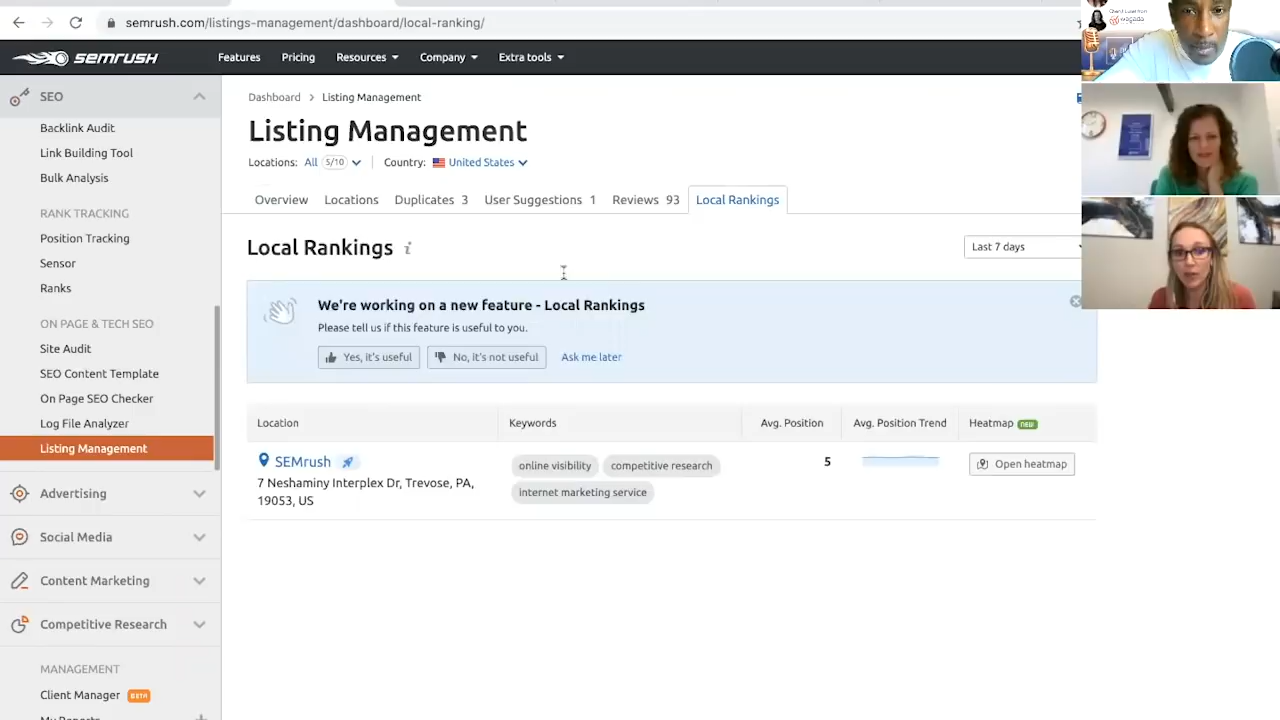 semrush.com/listings-management/dashboard/local-ranking/
SEMRUSH
Features
Pricing
Resources
Company
Extra tools
SEO
Backlink Audit
Link Building Tool
Bulk Analysis
RANK TRACKING
Position Tracking
Sensor
Ranks
ON PAGE & TECH SEO
Site Audit
SEO Content Template
On Page SEO Checker
Log File Analyzer
Listing Management
Advertising
Social Media
Content Marketing
Competitive Research
MANAGEMENT
Client Manager BETA
My Reports
Dashboard > Listing Management
Listing Management
Locations: All 5/10 Country: United States
Overview
Locations
Duplicates 3
User Suggestions 1
Reviews 93
Local Rankings
Local Rankings i
Last 7 days
We're working on a new feature - Local Rankings
Please tell us if this feature is useful to you.
Yes, it's useful
No, it's not useful
Ask me later
Location
Keywords
Avg. Position
Avg. Position Trend
Heatmap NEW
SEMrush
7 Neshaminy Interplex Dr, Trevose, PA,
19053, US
online visibility
competitive research
internet marketing service
5
Open heatmap
wagada